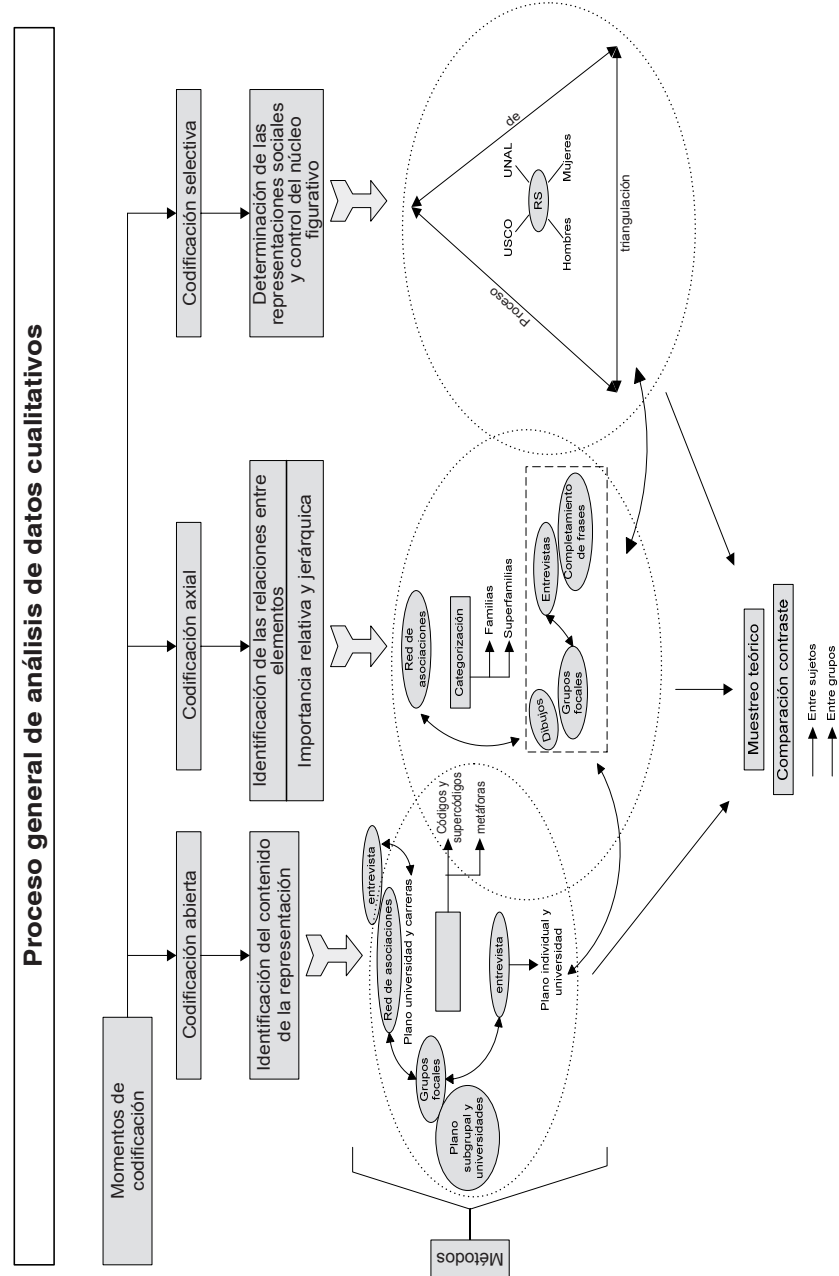 Proceso general de análisis de datos cualitativos
Momentos de
codificación
Codificación abierta
Codificación axial
Codificación selectiva
Identificación del contenido
de la representación
Identificación de las relaciones entre
elementos
Importancia relativa y jerárquica
Determinación de las
representaciones sociales
y control del núcleo
figurativo
Métodos
entrevista
Red de asociaciones
Plano universidad y carreras
Grupos
focales
Plano
subgrupal y
universidades
Códigos y
supercódigos
metáforas
entrevista
Plano individual y
universidad
Red de
asociaciones
Categorización
Familias
Superfamilias
Dibujos
Grupos
focales
Entrevistas
Completamiento
de frases
Proceso
de
triangulación
USCO
UNAL
RS
Hombres
Mujeres
Muestreo teórico
Comparación contraste
Entre sujetos
Entre grupos